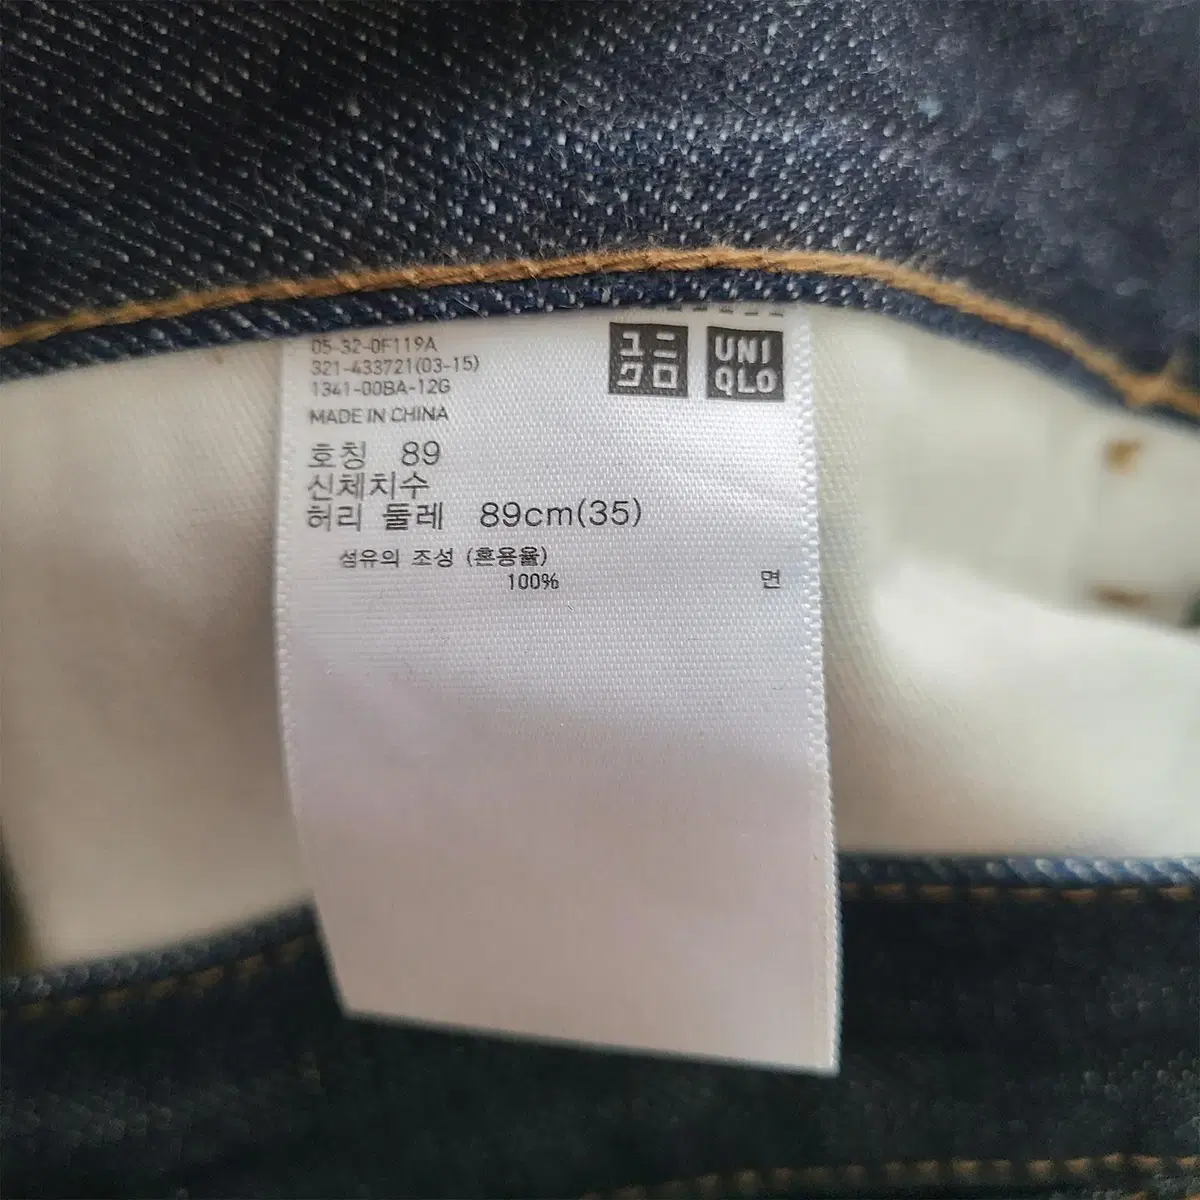 05-32-0F119A
321-433721(03-15)
1341-00BA-12G
MADE IN CHINA
ユニ
クロ
UNI
QLO
호칭 89
신체치수
허리 둘레 89cm(35)
섬유의 조성 (혼용율)
100% 면